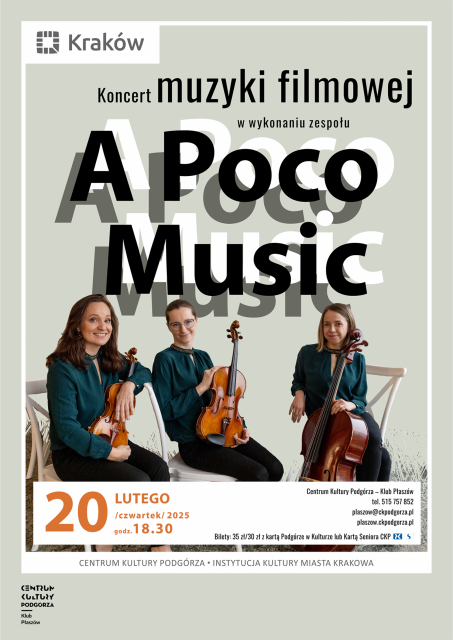 Kraków
Koncert muzyki filmowej
w wykonaniu zespołu
A Poco
Music
20 LUTEGO
/czwartek/ 2025
godz. 18.30
Centrum Kultury Podgórza – Klub Płaszów
tel. 515 757 852
plaszow@ckpodgorza.pl
plaszow.ckpodgorza.pl
Bilety: 35 zł/30 zł z kartą Podgórze w Kulturze lub Kartą Seniora CKP
CENTRUM KULTURY PODGÓRZA • INSTYTUCJA KULTURY MIASTA KRAKOWA
CENTRUM
KULTURY
PODGORZA
Klub
Płaszów